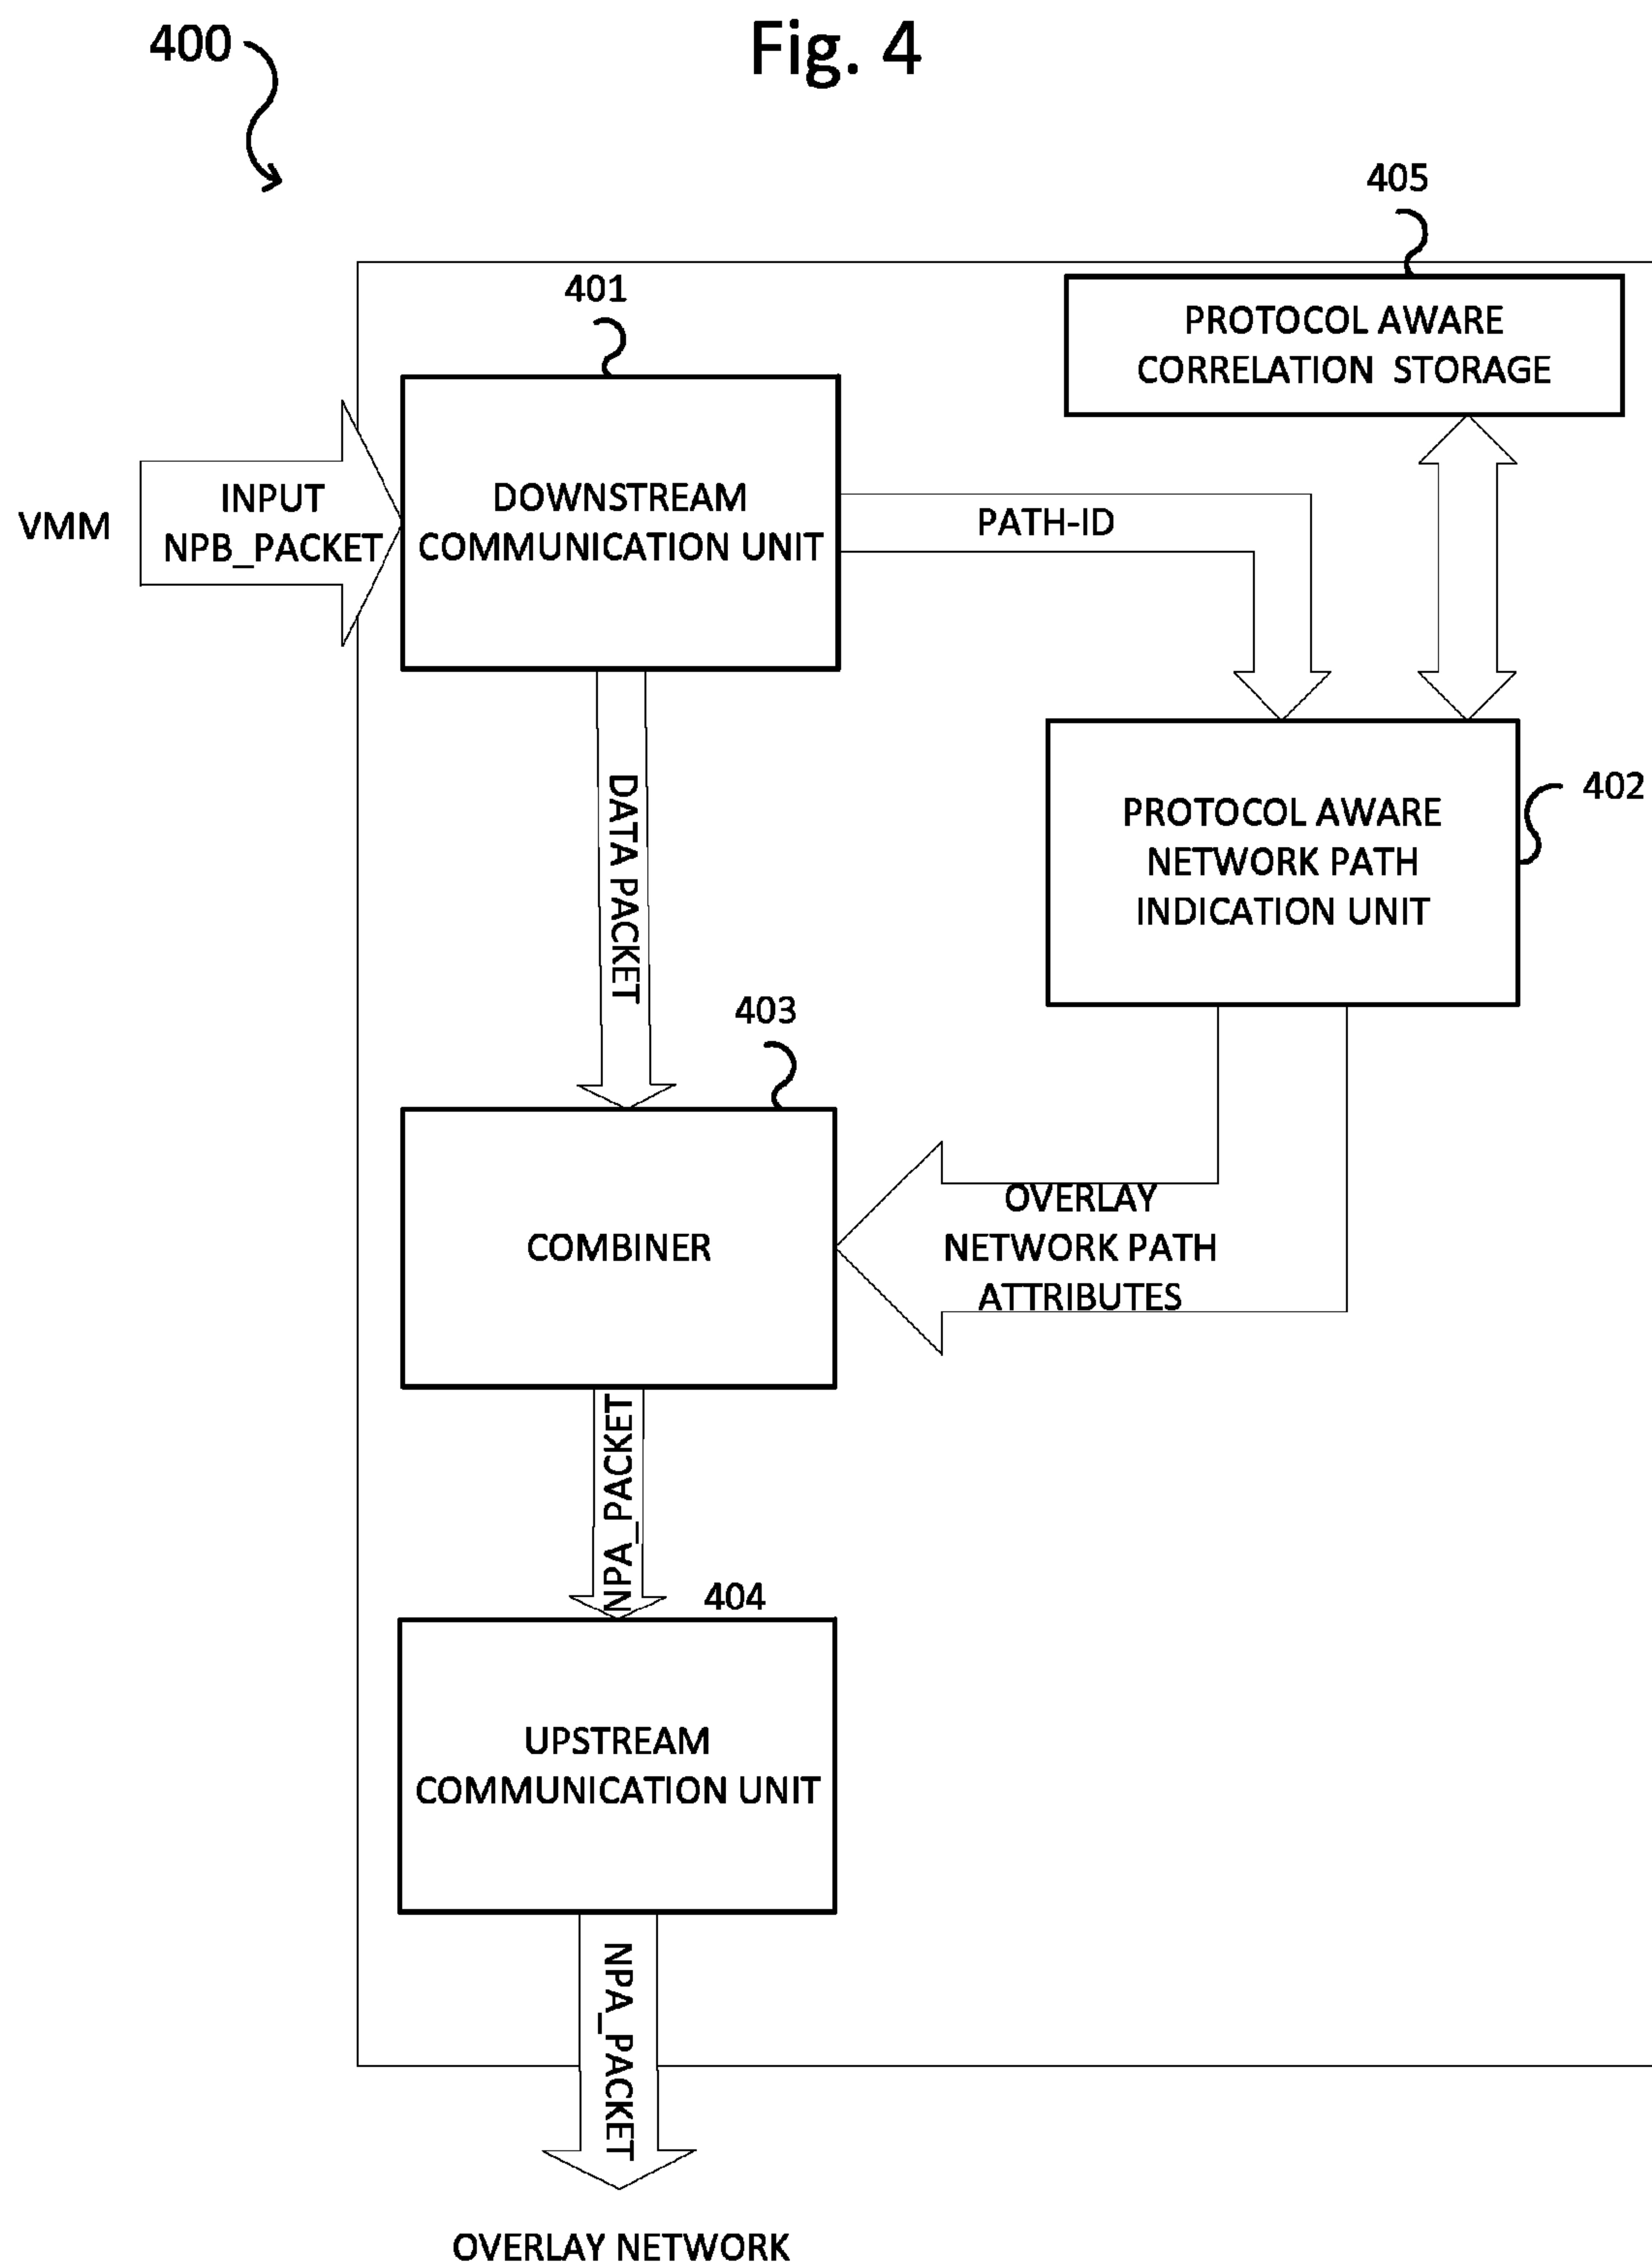 400
Fig. 4
405
401
PROTOCOL AWARE
CORRELATION STORAGE
VMM
INPUT
NPB_PACKET
DOWNSTREAM
COMMUNICATION UNIT
PATH-ID
402
PROTOCOL AWARE
NETWORK PATH
INDICATION UNIT
DATA PACKET
403
COMBINER
OVERLAY
NETWORK PATH
ATTRIBUTES
NPA_PACKET
404
UPSTREAM
COMMUNICATION UNIT
NPA_PACKET
OVERLAY NETWORK